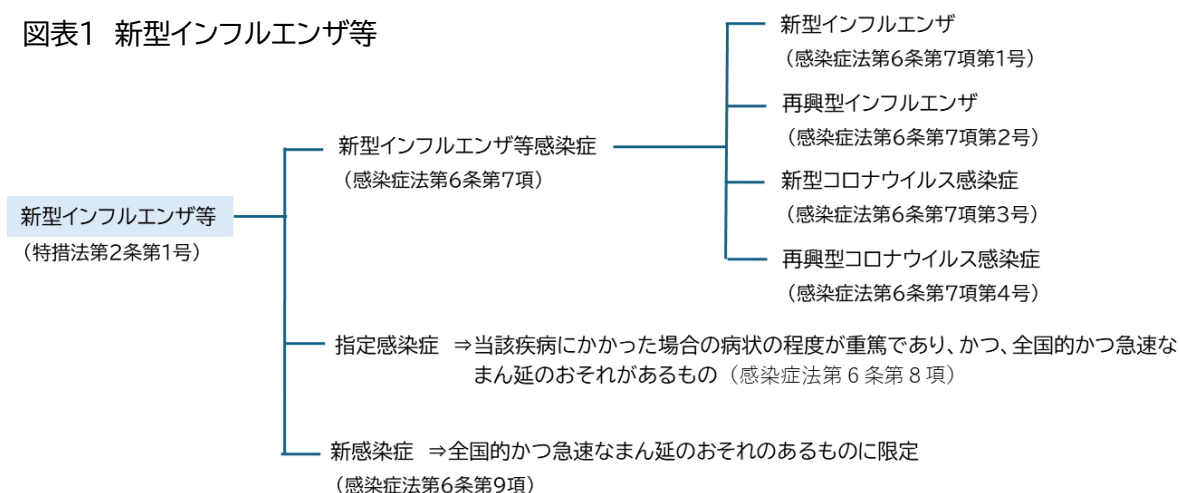 図表1 新型インフルエンザ等
新型インフルエンザ
（感染症法第6条第7項第1号）
再興型インフルエンザ
（感染症法第6条第7項第2号）
新型インフルエンザ等感染症
（感染症法第6条第7項）
新型コロナウイルス感染症
（感染症法第6条第7項第3号）
新型インフルエンザ等
（特措法第2条第1号）
再興型コロナウイルス感染症
（感染症法第6条第7項第4号）
指定感染症 ⇒当該疾病にかかった場合の病状の程度が重篤であり、かつ、全国的かつ急速な
まん延のおそれがあるもの（感染症法第６条第８項）
新感染症 ⇒全国的かつ急速なまん延のおそれのあるものに限定
（感染症法第6条第9項）